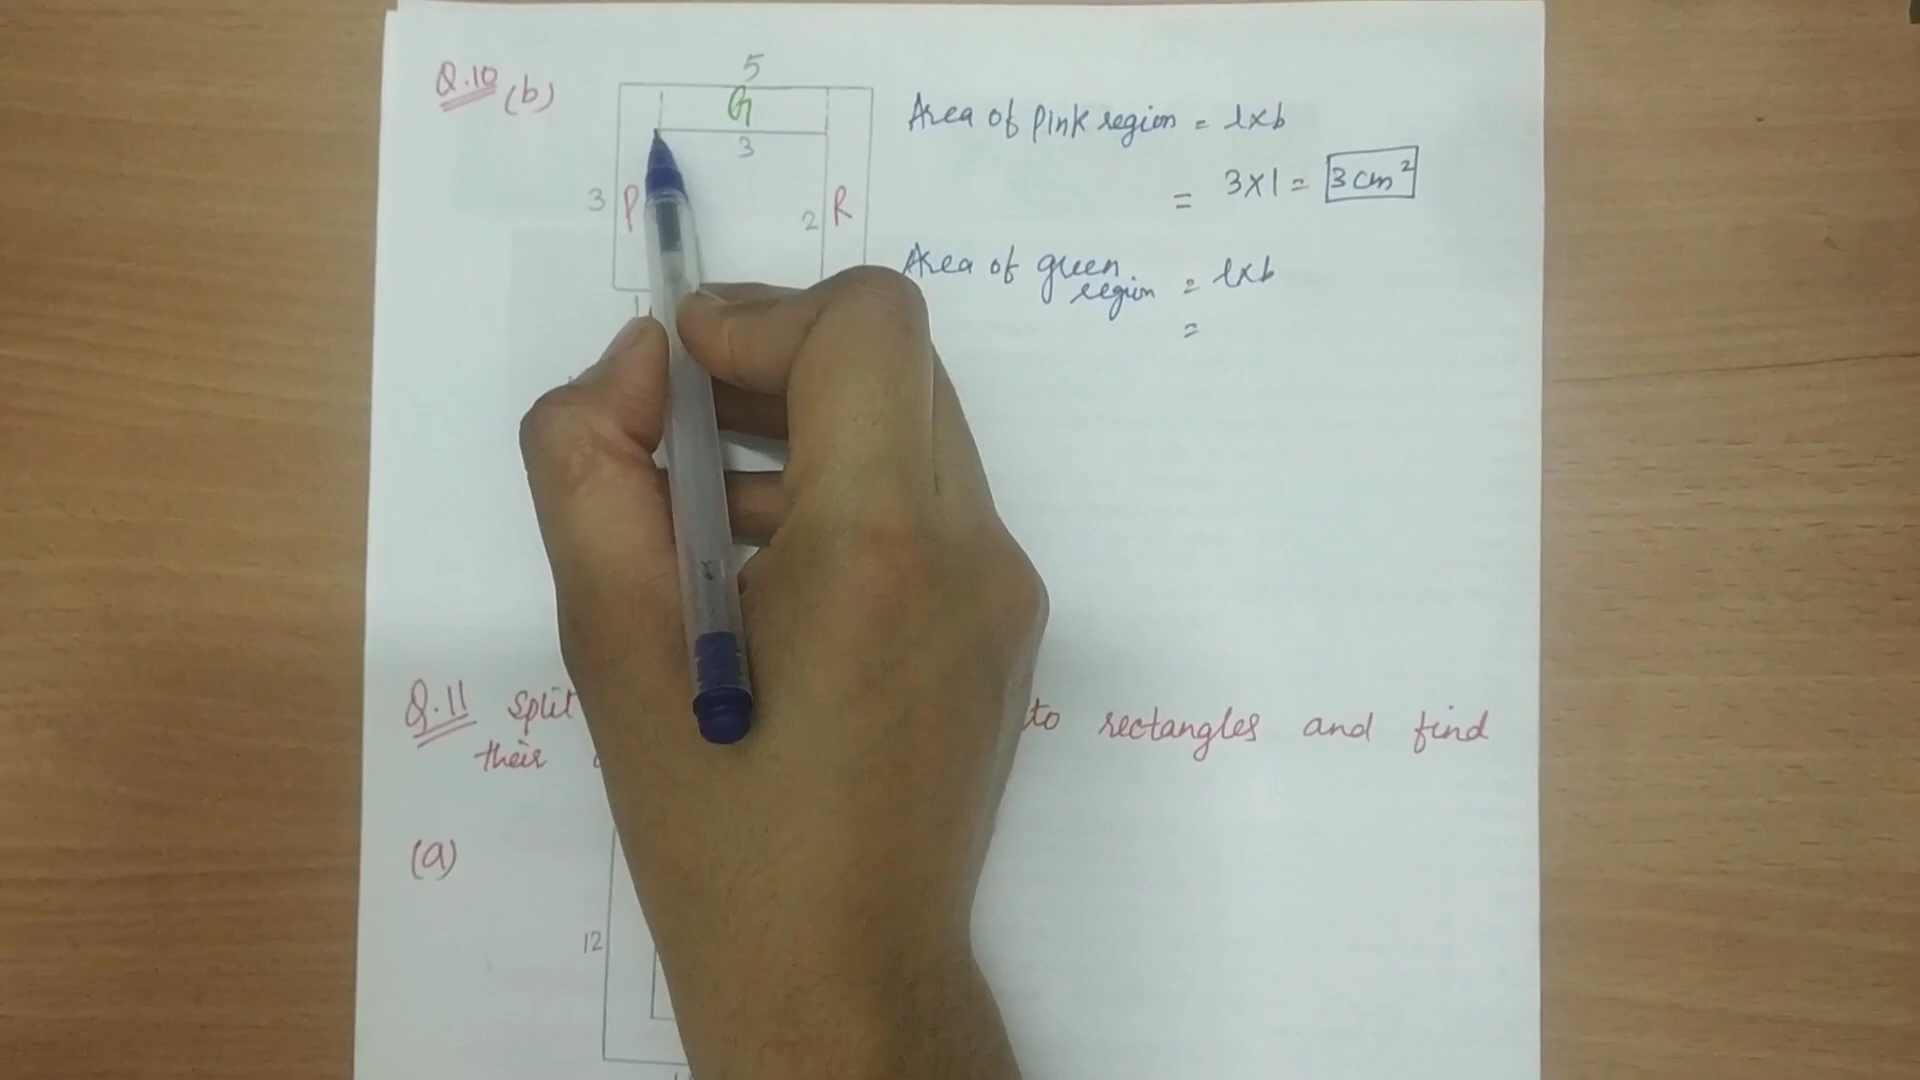 Q.10 (b)
5
G
3
3
P
2
R
1
Area of pink region = l×b
= 3×1 = 3 cm²
Area of green region = l×b
=
Q.11 Split to rectangles and find
their
(a)
12